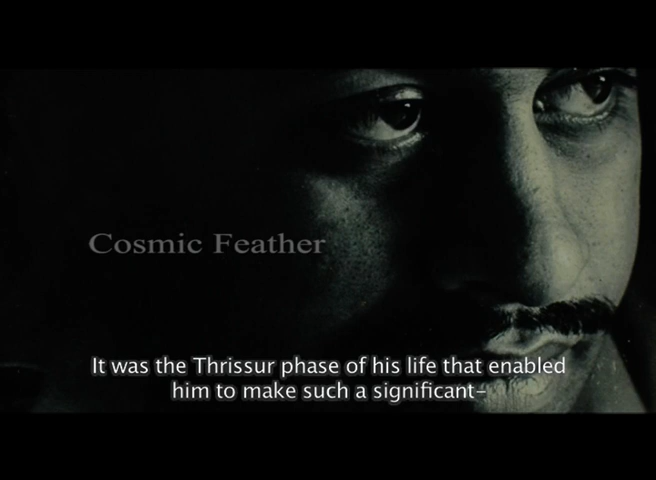 Cosmic Feather
It was the Thrissur phase of his life that enabled
him to make such a significant-